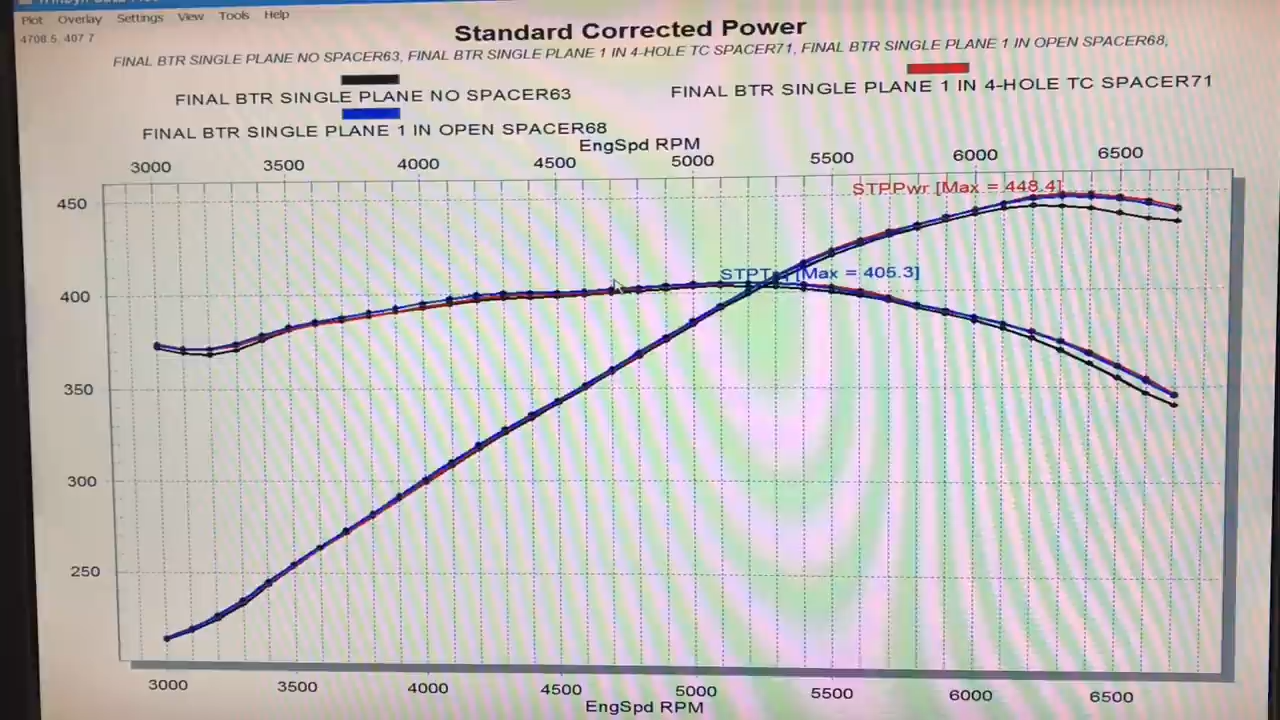 Plot Overlay Settings View Tools Help
4708.5, 407 7
Standard Corrected Power
FINAL BTR SINGLE PLANE NO SPACER63, FINAL BTR SINGLE PLANE 1 IN 4-HOLE TC SPACER71, FINAL BTR SINGLE PLANE 1 IN OPEN SPACER68,
FINAL BTR SINGLE PLANE NO SPACER63
FINAL BTR SINGLE PLANE 1 IN 4-HOLE TC SPACER71
FINAL BTR SINGLE PLANE 1 IN OPEN SPACER68
EngSpd RPM
3000 3500 4000 4500 5000 5500 6000 6500
STPPwr [Max = 448.4]
450
[Max = 405.3]
400
350
300
250
3000 3500 4000 4500 5000 5500 6000 6500
EngSpd RPM